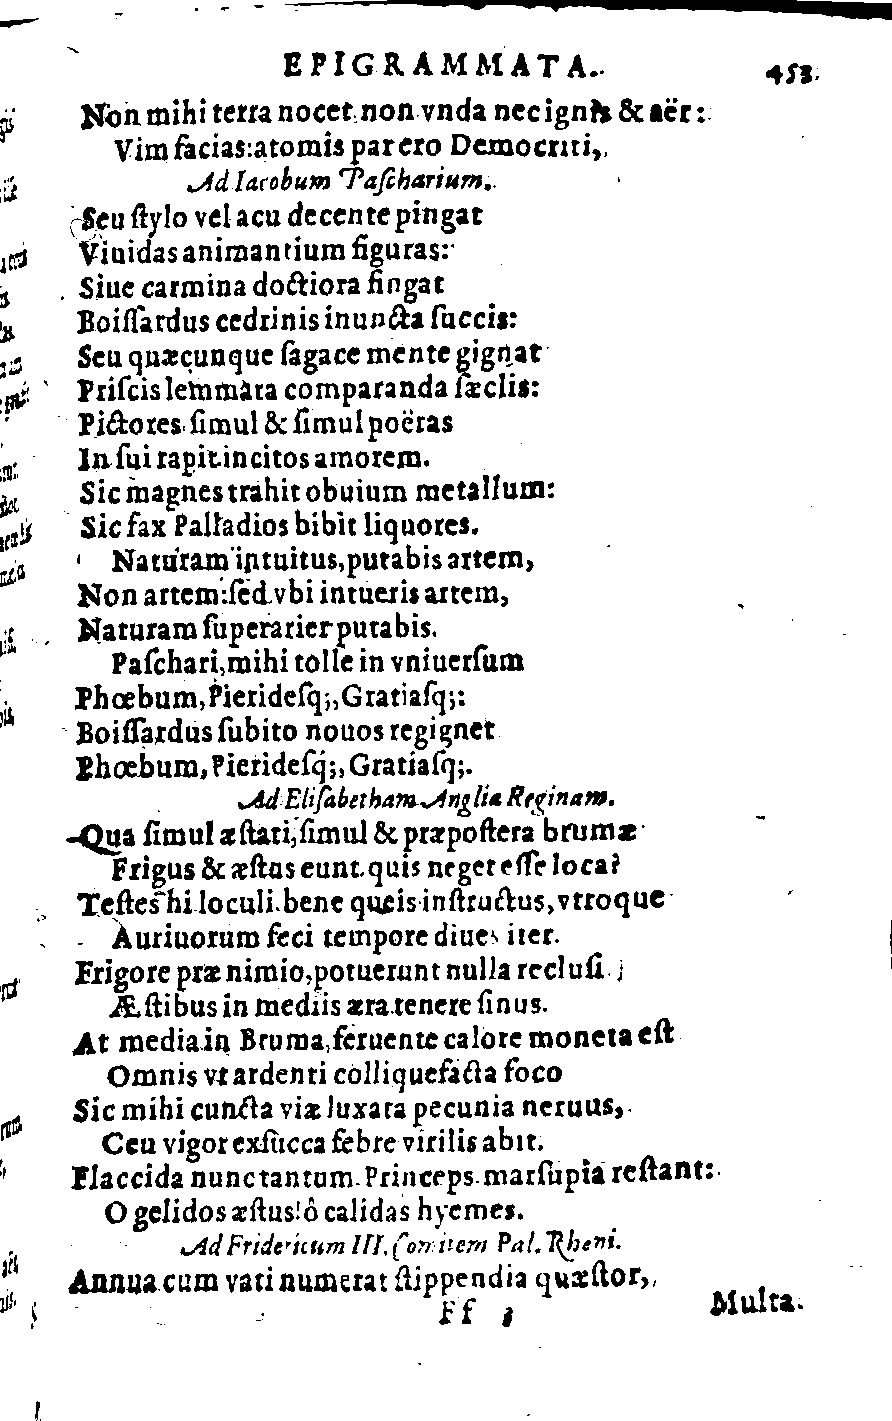 EPIGRAMMATA. 453.
Non mihi terra nocet, non vnda nec ignis & aër:
Vim facias: atomis par ero Democriti,
Ad Iacobum Paſcharium.
Seu ſtylo vel acu decente pingat
Viuidas animantium figuras:
Siue carmina doctiora fingat
Boiſſardus cedrinis inuncta ſuccis:
Seu quæcunque ſagace mente gignat
Priſcis lemmata comparanda ſæclis:
Pictores ſimul & ſimul poëtas
In ſui rapit incitos amorem.
Sic magnes trahit obuium metallum:
Sic fax Palladios bibit liquores.
Naturam intuitus, putabis artem,
Non artem: ſed vbi intueris artem,
Naturam ſuperarier putabis.
Paſchari, mihi tolle in vniuerſum
Phœbum, Pierideſq;, Gratiaſq;:
Boiſſardus ſubito nouos regignet
Phœbum, Pierideſq;, Gratiaſq;.
Ad Eliſabetham Angliæ Reginam.
Qua ſimul æſtati, ſimul & præpoſtera brumæ
Frigus & æſtus eunt. quis neget eſſe loca?
Teſtes hi loculi. bene queis inſtructus, vtroque
Auriuorum feci tempore diues iter.
Frigore præ nimio, potuerunt nulla recluſi
Æſtibus in mediis æra tenere ſinus.
At media in Bruma, feruente calore moneta eſt
Omnis vt ardenti colliquefacta foco
Sic mihi cuncta viæ luxata pecunia neruus,
Ceu vigor exſucca febre virilis abit.
Flaccida nunc tantum Princeps marſupia reſtant:
O gelidos æſtus! ô calidas hyemes.
Ad Fridericum III. Comitem Pal. Rheni.
Annua cum vati numerat ſtippendia quæſtor,
Ff 3 Multa.